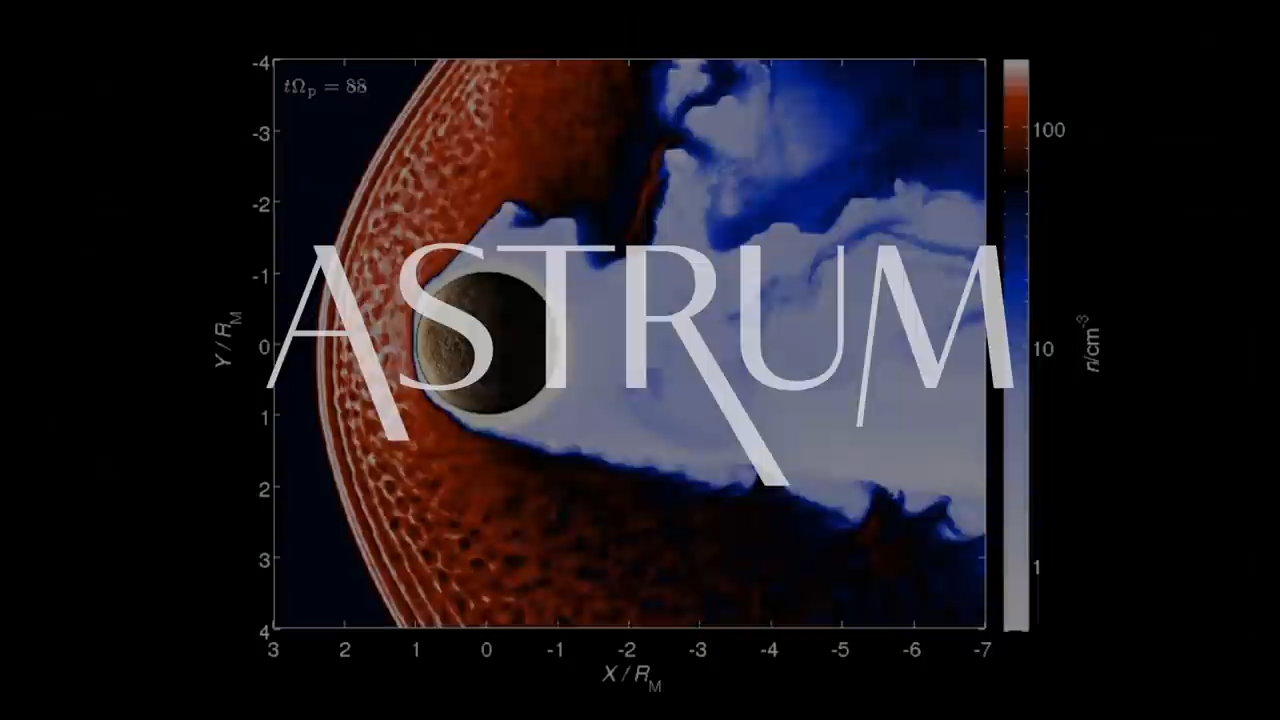 tΩp = 88
ASTRUM
-4
-3
-2
-1
0
1
2
3
4
Y / RM
3 2 1 0 -1 -2 -3 -4 -5 -6 -7
X / RM
100
10
1
n/cm-3